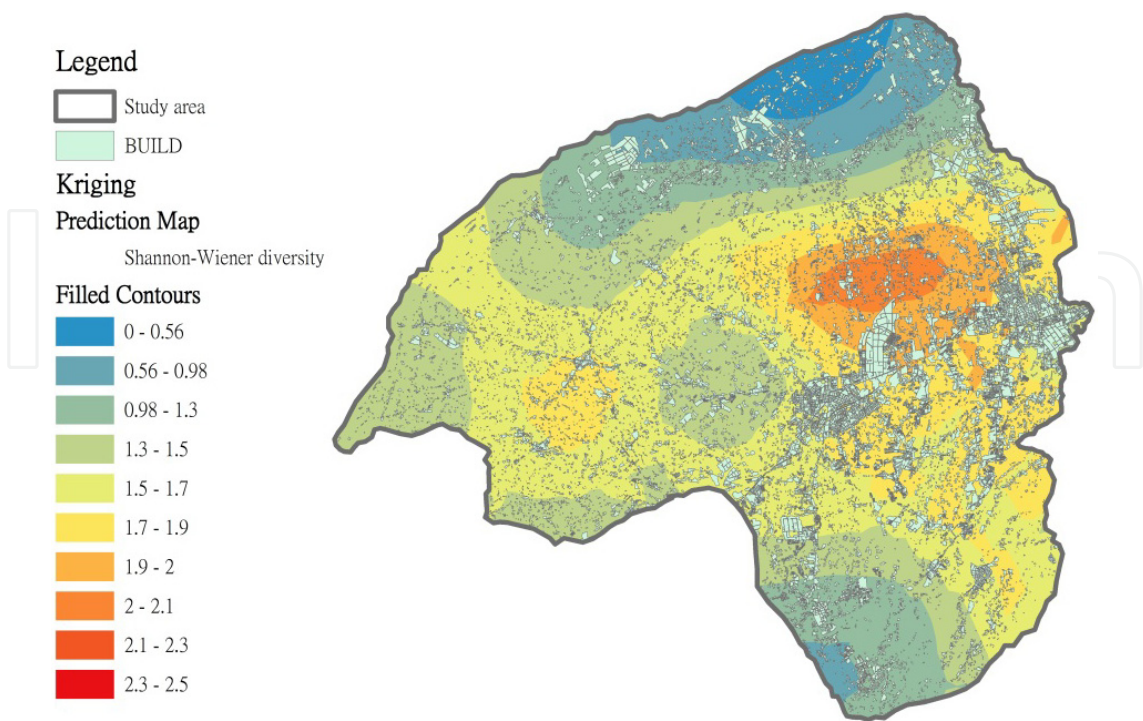 Legend
Study area
BUILD
Kriging
Prediction Map
Shannon-Wiener diversity
Filled Contours
0 - 0.56
0.56 - 0.98
0.98 - 1.3
1.3 - 1.5
1.5 - 1.7
1.7 - 1.9
1.9 - 2
2 - 2.1
2.1 - 2.3
2.3 - 2.5